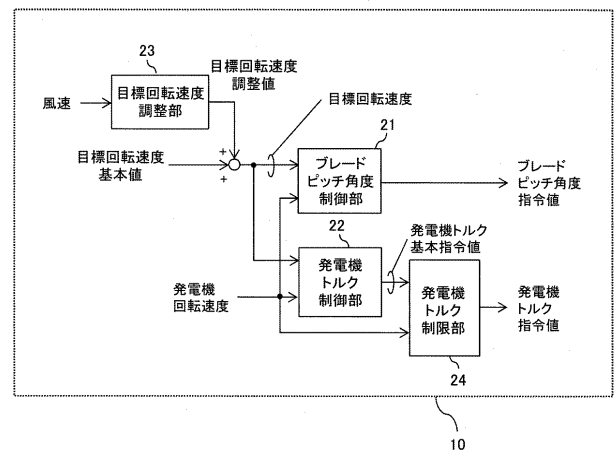 23
目標回転速度
調整値
風速
目標回転速度
調整部
目標回転速度
21
目標回転速度
基本値
+
+
ブレード
ピッチ角度
制御部
ブレード
ピッチ角度
指令値
22
発電機トルク
基本指令値
発電機
トルク
制御部
発電機
回転速度
発電機
トルク
制限部
発電機
トルク
指令値
24
10